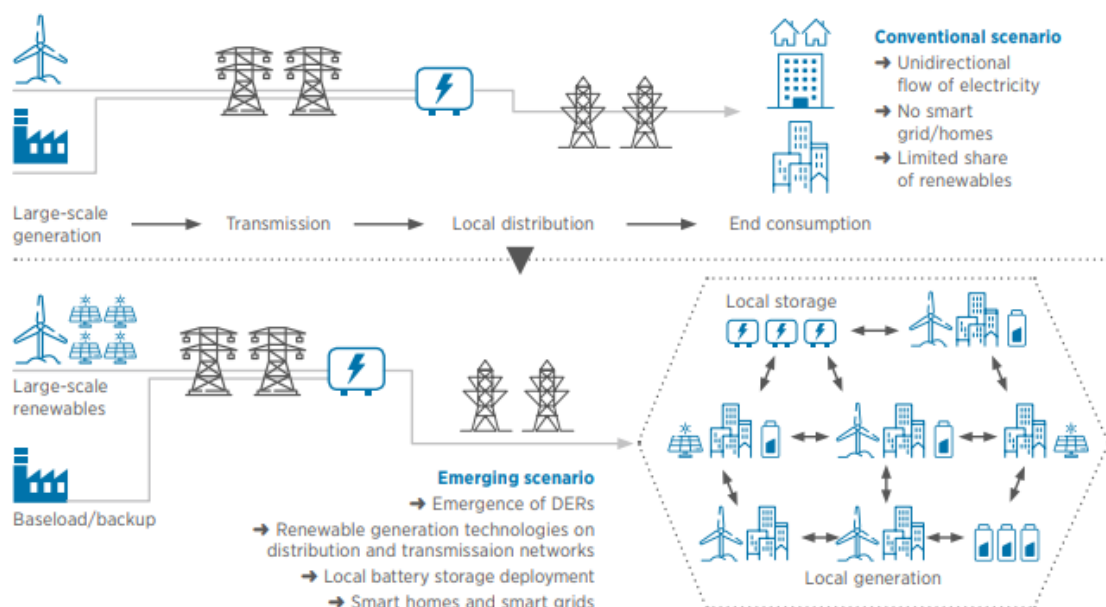 Conventional scenario
➔ Unidirectional
flow of electricity
➔ No smart
grid/homes
➔ Limited share
of renewables
Large-scale
generation
Transmission
Local distribution
End consumption
Large-scale
renewables
Baseload/backup
Emerging scenario
➔ Emergence of DERs
➔ Renewable generation technologies on
distribution and transmissaion networks
➔ Local battery storage deployment
➔ Smart homes and smart grids
Local storage
Local generation